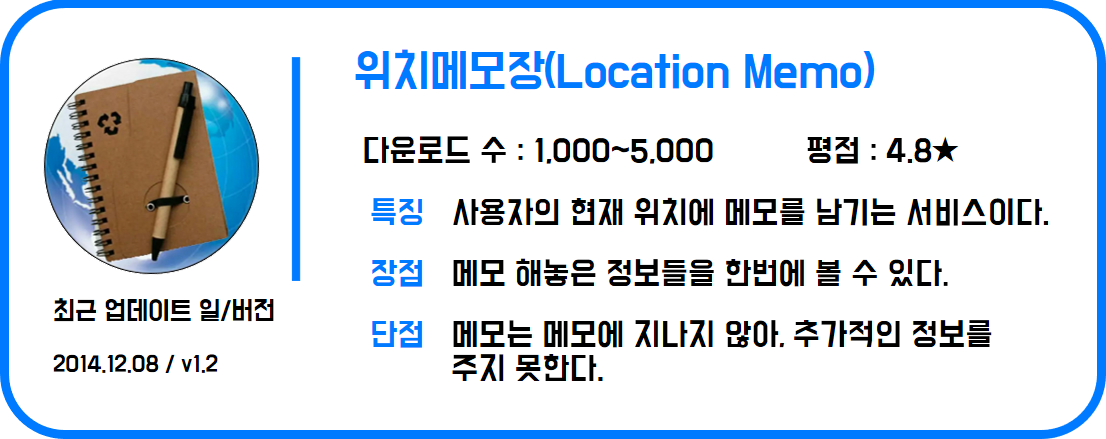 위치메모장(Location Memo)
다운로드 수 : 1,000~5,000 평점 : 4.8★
특징 사용자의 현재 위치에 메모를 남기는 서비스이다.
장점 메모 해놓은 정보들을 한번에 볼 수 있다.
단점 메모는 메모에 지나지 않아, 추가적인 정보를
주지 못한다.
최근 업데이트 일/버전
2014.12.08 / v1.2